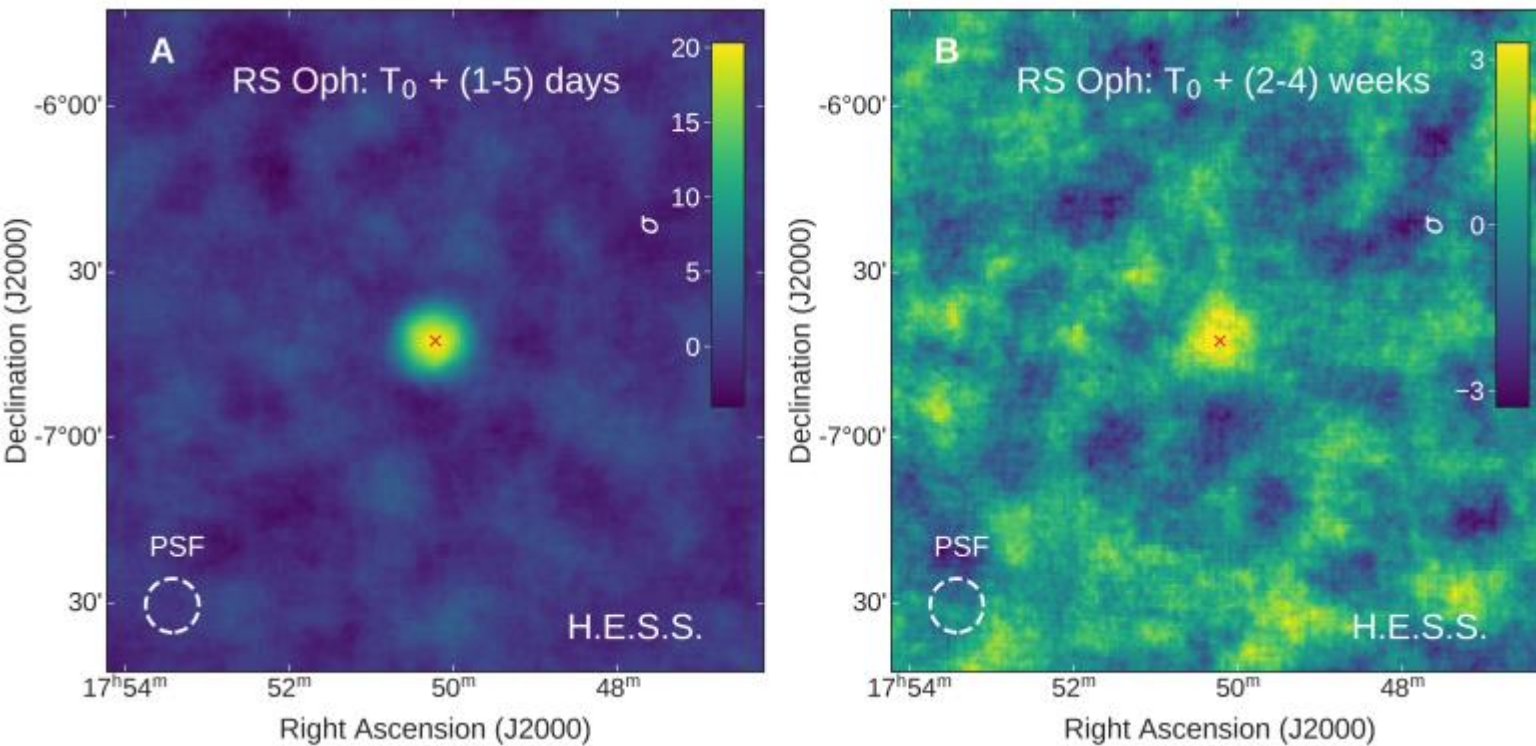 A
RS Oph: T₀ + (1-5) days
20
15
10
σ
5
0
-6°00'
30'
-7°00'
30'
Declination (J2000)
PSF
H.E.S.S.
17ʰ54ᵐ 52ᵐ 50ᵐ 48ᵐ
Right Ascension (J2000)
B
RS Oph: T₀ + (2-4) weeks
3
σ
0
−3
-6°00'
30'
-7°00'
30'
Declination (J2000)
PSF
H.E.S.S.
17ʰ54ᵐ 52ᵐ 50ᵐ 48ᵐ
Right Ascension (J2000)